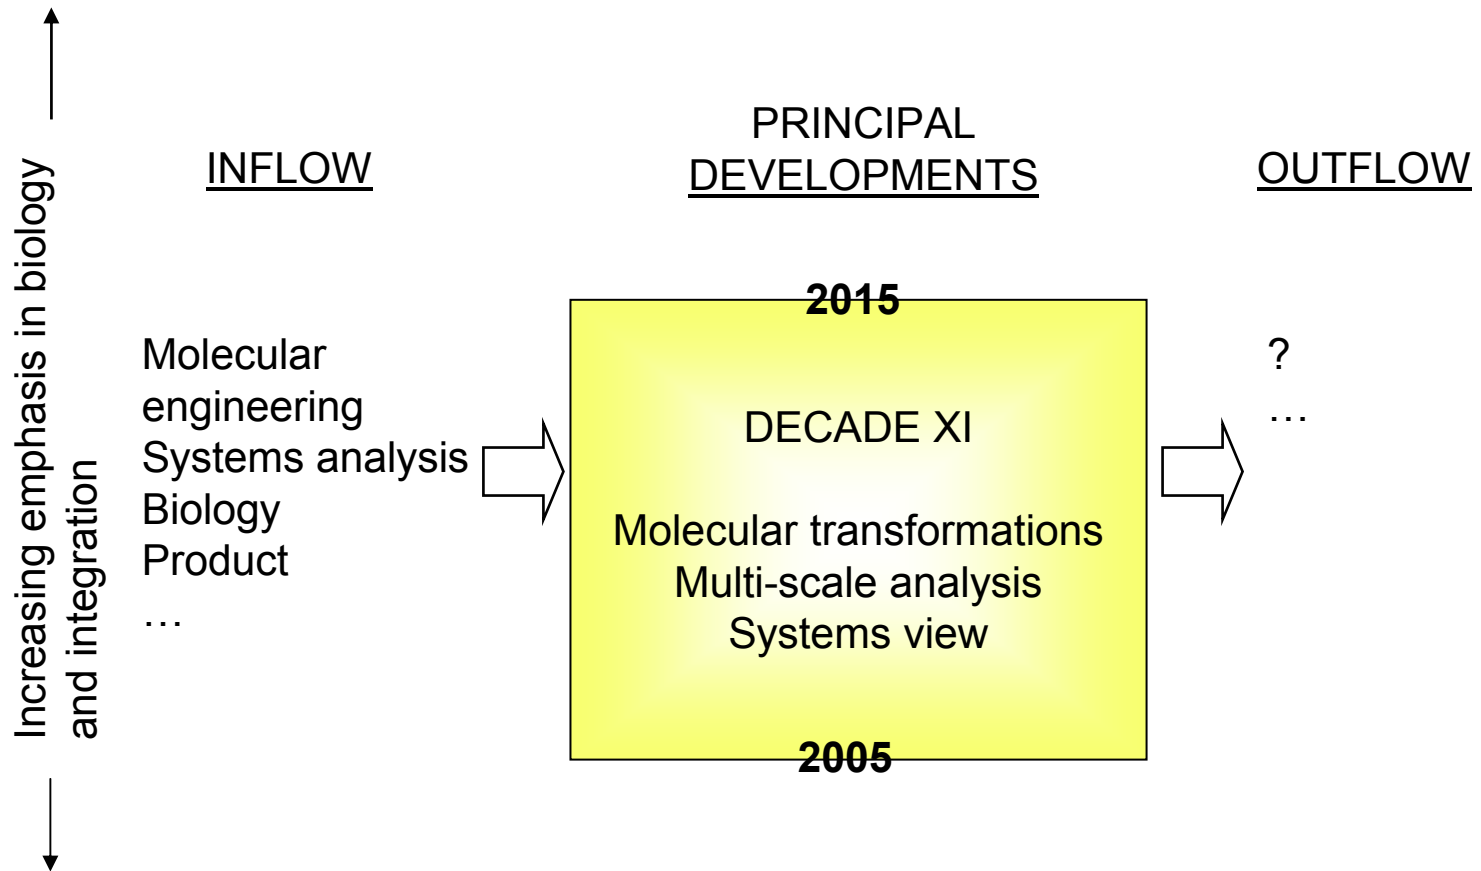 Increasing emphasis in biology
and integration
INFLOW
PRINCIPAL
DEVELOPMENTS
OUTFLOW
Molecular
engineering
Systems analysis
Biology
Product
…
2015
DECADE XI
Molecular transformations
Multi-scale analysis
Systems view
2005
?
…